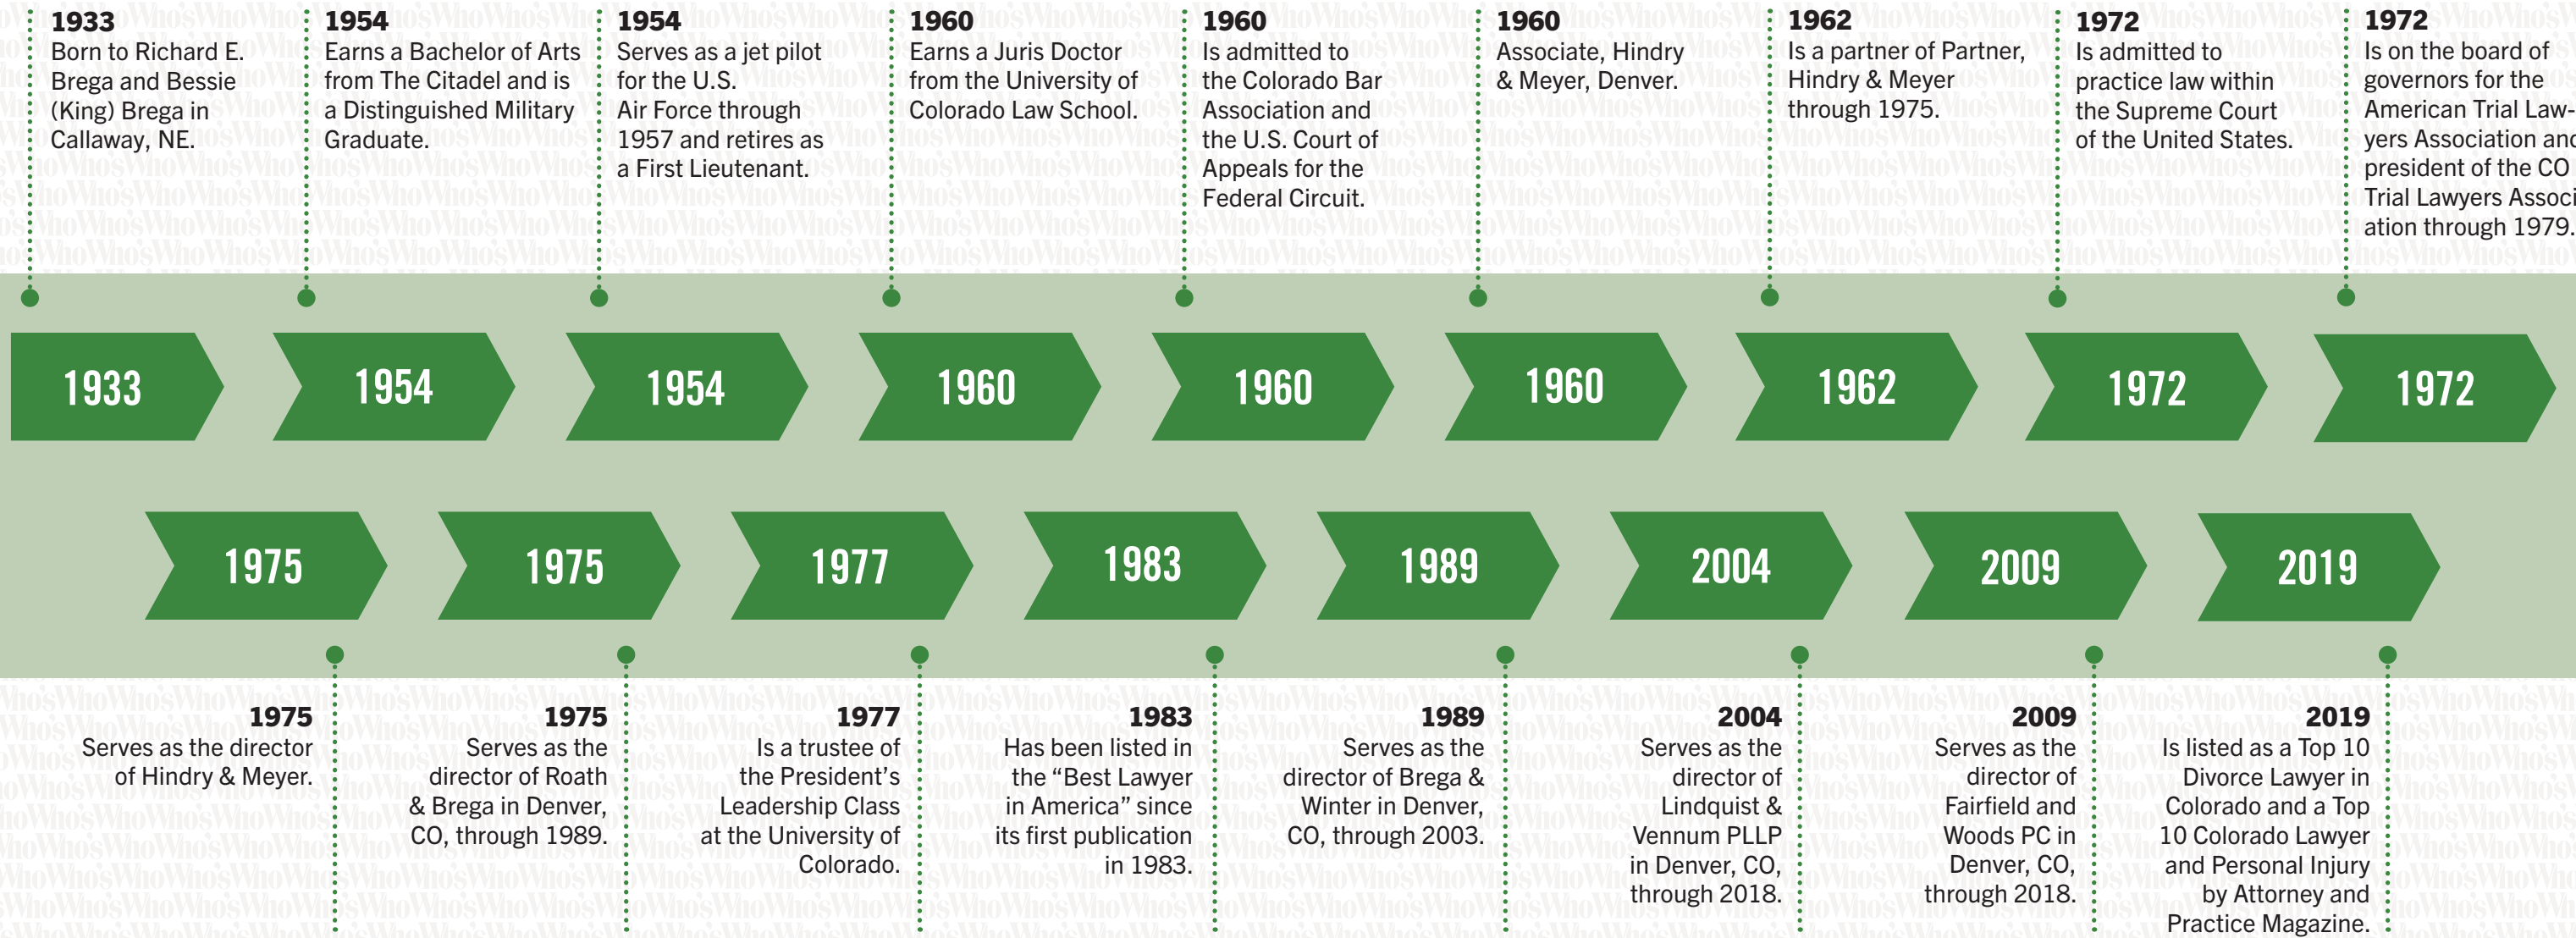 1933
Born to Richard E.
Brega and Bessie
(King) Brega in
Callaway, NE.
1954
Earns a Bachelor of Arts
from The Citadel and is
a Distinguished Military
Graduate.
1954
Serves as a jet pilot
for the U.S.
Air Force through
1957 and retires as
a First Lieutenant.
1960
Earns a Juris Doctor
from the University of
Colorado Law School.
1960
Is admitted to
the Colorado Bar
Association and
the U.S. Court of
Appeals for the
Federal Circuit.
1960
Associate, Hindry
& Meyer, Denver.
1962
Is a partner of Partner,
Hindry & Meyer
through 1975.
1972
Is admitted to
practice law within
the Supreme Court
of the United States.
1972
Is on the board of
governors for the
American Trial Law-
yers Association and
president of the CO
Trial Lawyers Associ
ation through 1979.
1933
1954
1954
1960
1960
1960
1962
1972
1972
1975
1975
1977
1983
1989
2004
2009
2019
1975
Serves as the director
of Hindry & Meyer.
1975
Serves as the
director of Roath
& Brega in Denver,
CO, through 1989.
1977
Is a trustee of
the President’s
Leadership Class
at the University of
Colorado.
1983
Has been listed in
the “Best Lawyer
in America” since
its first publication
in 1983.
1989
Serves as the
director of Brega &
Winter in Denver,
CO, through 2003.
2004
Serves as the
director of
Lindquist &
Vennum PLLP
in Denver, CO,
through 2018.
2009
Serves as the
director of
Fairfield and
Woods PC in
Denver, CO,
through 2018.
2019
Is listed as a Top 10
Divorce Lawyer in
Colorado and a Top
10 Colorado Lawyer
and Personal Injury
by Attorney and
Practice Magazine.